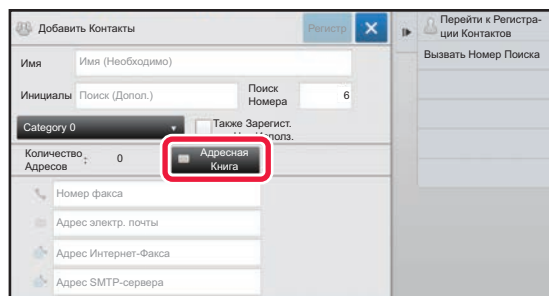 Добавить Контакты
Регистр
Имя
Имя (Необходимо)
Инициалы
Поиск (Допол.)
Поиск
Номера
6
Category 0
Также Зарегист.
Исполз.
Количество
Адресов
:
0
Адресная
Книга
Номер факса
Адрес электр. почты
Адрес Интернет-Факса
Адрес SMTP-сервера
Перейти к Регистра-
ции Контактов
Вызвать Номер Поиска